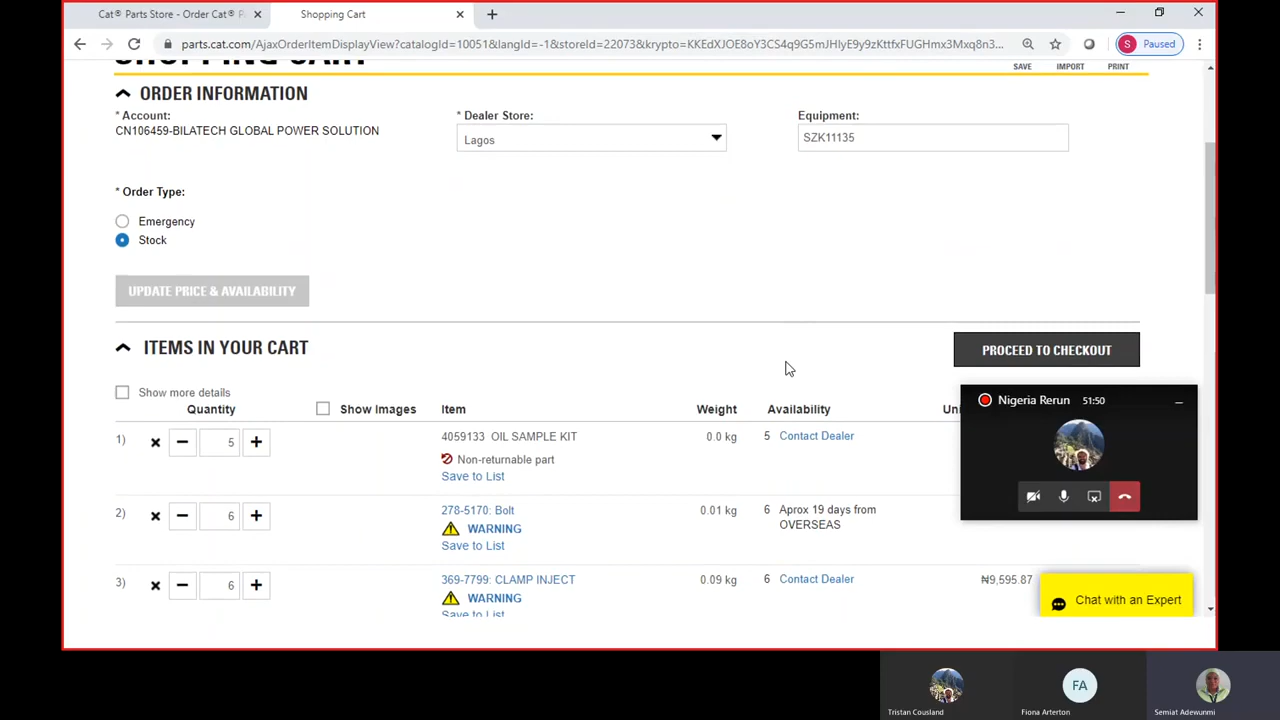 Cat® Parts Store - Order Cat® P
Shopping Cart
parts.cat.com/AjaxOrderItemDisplayView?catalogId=10051&langId=-1&storeId=22073&krypto=KKEdXJOE8oY3CS4q9G5mJHlyE9i9zKttfxFUGHmx3Mxq8n3...
S Paused
SHOPPING CART
SAVE IMPORT PRINT
ORDER INFORMATION
* Account:
CN106459-BILATECH GLOBAL POWER SOLUTION
* Dealer Store:
Lagos
Equipment:
SZK11135
* Order Type:
Emergency
Stock
UPDATE PRICE & AVAILABILITY
ITEMS IN YOUR CART
PROCEED TO CHECKOUT
Show more details
Quantity Show Images Item Weight Availability
1) 5 4059133 OIL SAMPLE KIT 0.0 kg 5 Contact Dealer
Non-returnable part
Save to List
2) 6 278-5170: Bolt 0.01 kg 6 Aprox 19 days from
OVERSEAS
WARNING
Save to List
3) 6 369-7799: CLAMP INJECT 0.09 kg 6 Contact Dealer ₦9,595.87
WARNING
Save to List
Nigeria Rerun 51:50
Chat with an Expert
Tristan Cousland
FA
Fiona Arterton
Semiat Adewunmi